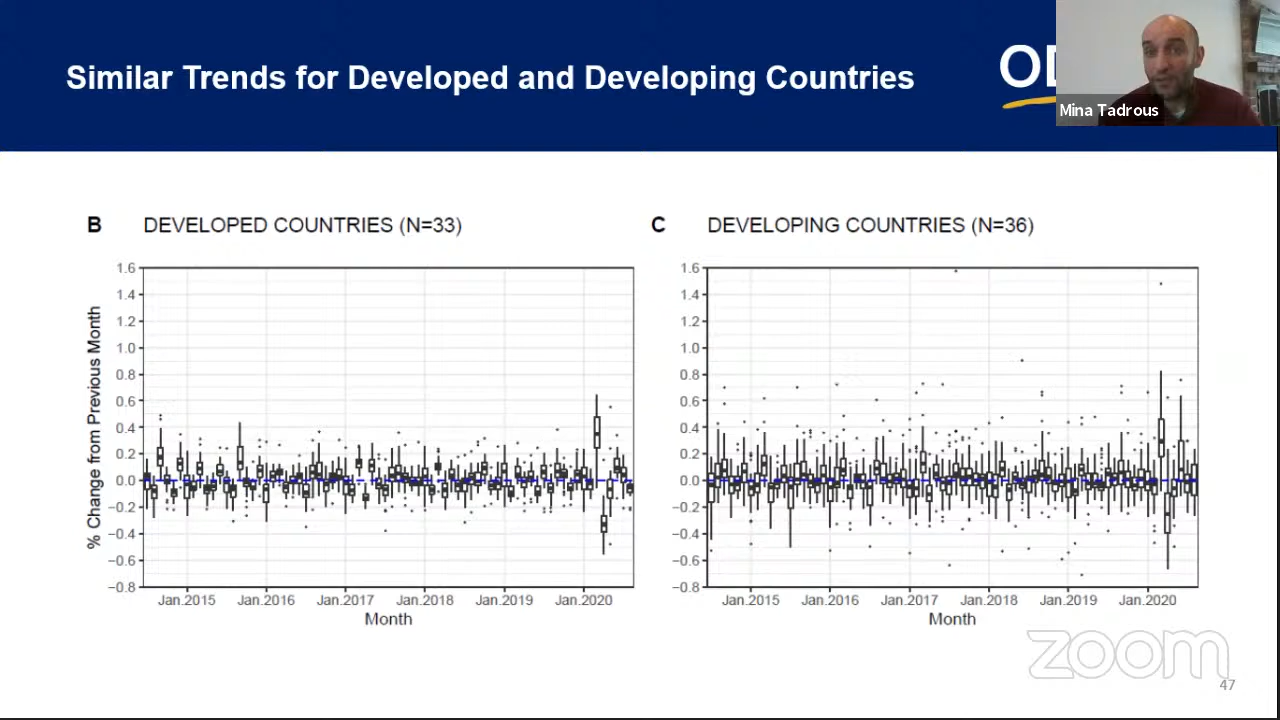 Similar Trends for Developed and Developing Countries
OD
Mina Tadrous
B DEVELOPED COUNTRIES (N=33)
C DEVELOPING COUNTRIES (N=36)
% Change from Previous Month
1.6
1.4
1.2
1.0
0.8
0.6
0.4
0.2
0.0
−0.2
−0.4
−0.6
−0.8
Jan.2015 Jan.2016 Jan.2017 Jan.2018 Jan.2019 Jan.2020
Month
1.6
1.4
1.2
1.0
0.8
0.6
0.4
0.2
0.0
−0.2
−0.4
−0.6
−0.8
Jan.2015 Jan.2016 Jan.2017 Jan.2018 Jan.2019 Jan.2020
Month
zoom
47